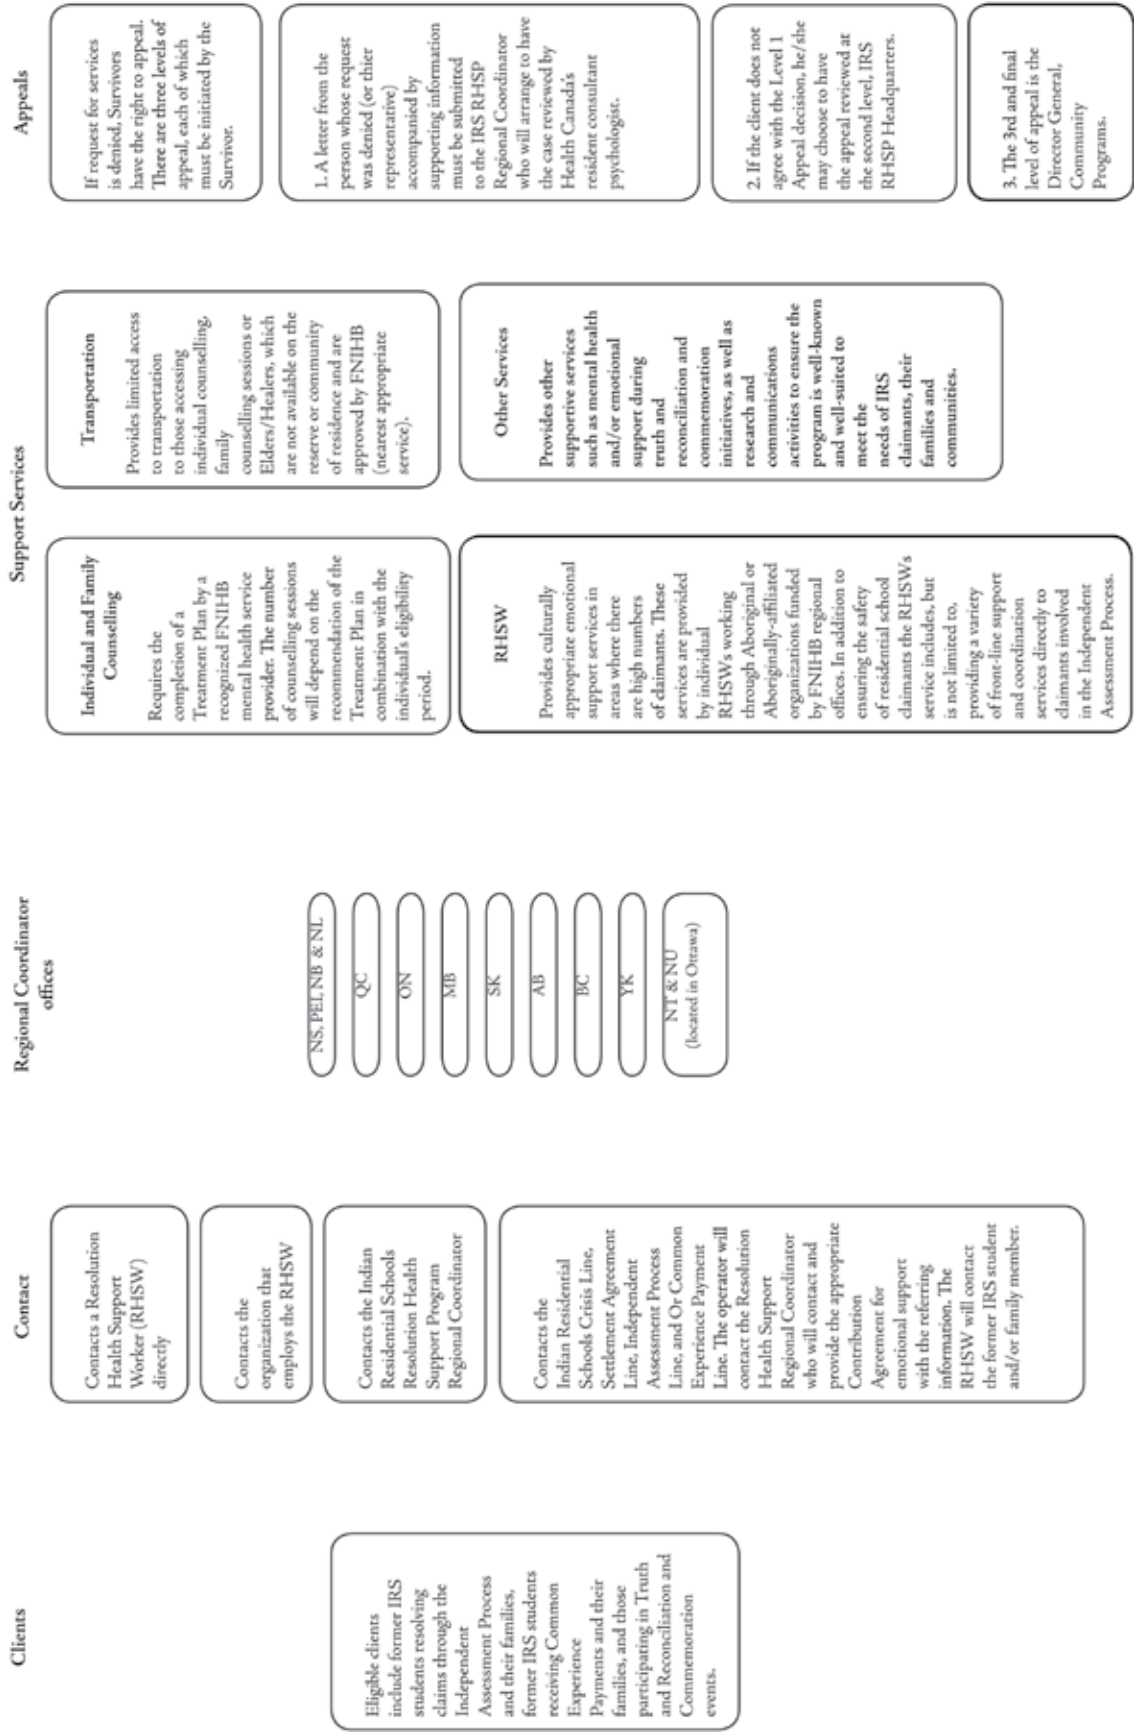 Clients
Eligible clients
include former IRS
students resolving
claims through the
Independent
Assessment Process
and their families,
former IRS students
receiving Common
Experience
Payments and their
families, and those
participating in Truth
and Reconciliation and
Commemoration
events.
Contact
Contacts a Resolution
Health Support
Worker (RHSW)
directly
Contacts the
organization that
employs the RHSW
Contacts the Indian
Residential Schools
Resolution Health
Support Program
Regional Coordinator
Contacts the
Indian Residential
Schools Crisis Line,
Settlement Agreement
Line, Independent
Assessment Process
Line, and Or Common
Experience Payment
Line. The operator will
contact the Resolution
Health Support
Regional Coordinator
who will contact and
provide the appropriate
Contribution
Agreement for
emotional support
with the referring
information. The
RHSW will contact
the former IRS student
and/or family member.
Regional Coordinator
offices
NS, PEI, NB & NL
QC
ON
MB
SK
AB
BC
YK
NT & NU
(located in Ottawa)
Support Services
Individual and Family
Counselling
Requires the
completion of a
Treatment Plan by a
recognized FNIHB
mental health service
provider. The number
of counselling sessions
will depend on the
recommendation of the
Treatment Plan in
combination with the
individual's eligibility
period.
RHSW
Provides culturally
appropriate emotional
support services in
areas where there
are high numbers
of claimants. These
services are provided
by individual
RHSWs working
through Aboriginal or
Aboriginally-affiliated
organizations funded
by FNIHB regional
offices. In addition to
ensuring the safety
of residential school
claimants the RHSWs
service includes, but
is not limited to,
providing a variety
of front-line support
and coordination
services directly to
claimants involved
in the Independent
Assessment Process.
Transportation
Provides limited access
to transportation
to those accessing
individual counselling,
family
counselling sessions or
Elders/Healers, which
are not available on the
reserve or community
of residence and are
approved by FNIHB
(nearest appropriate
service).
Other Services
Provides other
supportive services
such as mental health
and/or emotional
support during
truth and
reconciliation and
commemoration
initiatives, as well as
research and
communications
activities to ensure the
program is well-known
and well-suited to
meet the
needs of IRS
claimants, their
families and
communities.
Appeals
If request for services
is denied, Survivors
have the right to appeal.
There are three levels of
appeal, each of which
must be initiated by the
Survivor.
1. A letter from the
person whose request
was denied (or thier
representative)
accompanied by
supporting information
must be submitted
to the IRS RHSP
Regional Coordinator
who will arrange to have
the case reviewed by
Health Canada's
resident consultant
psychologist.
2. If the client does not
agree with the Level 1
Appeal decision, he/she
may choose to have
the appeal reviewed at
the second level, IRS
RHSP Headquarters.
3. The 3rd and final
level of appeal is the
Director General,
Community
Programs.